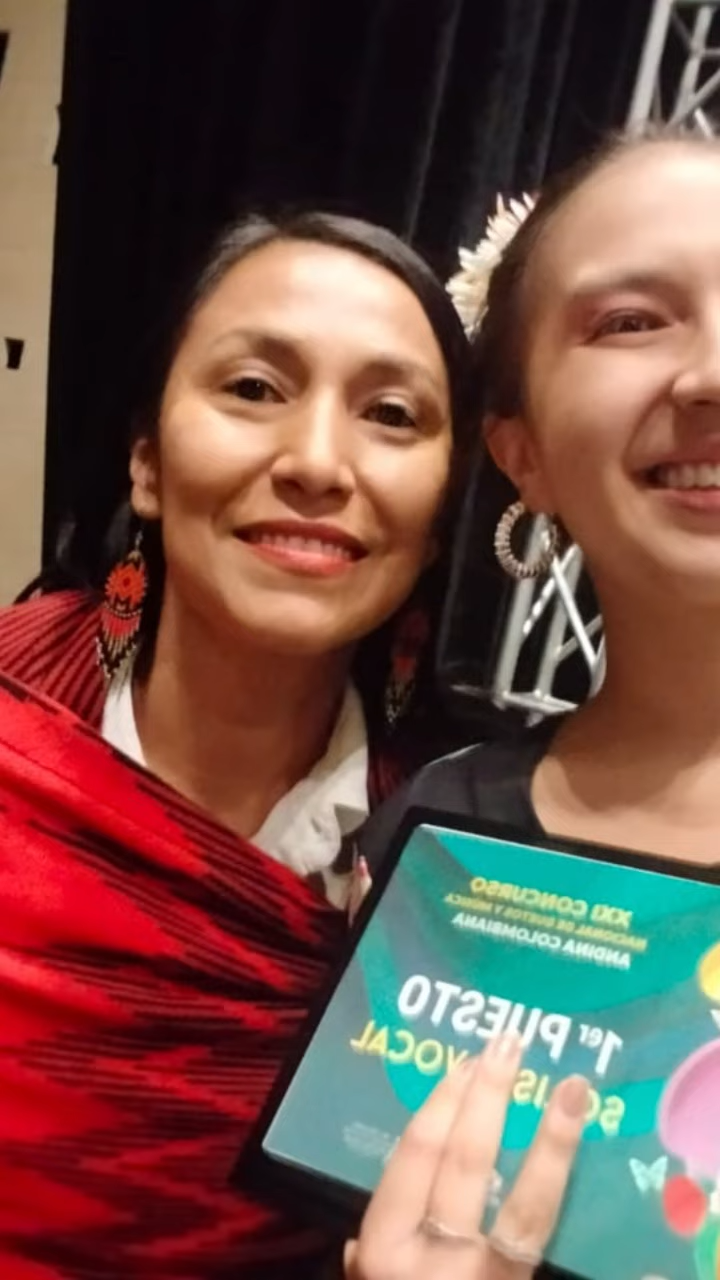 XXI CONCURSO
NACIONAL DE DUETOS Y MÚSICA
ANDINA COLOMBIANA
1er PUESTO
VOCAL